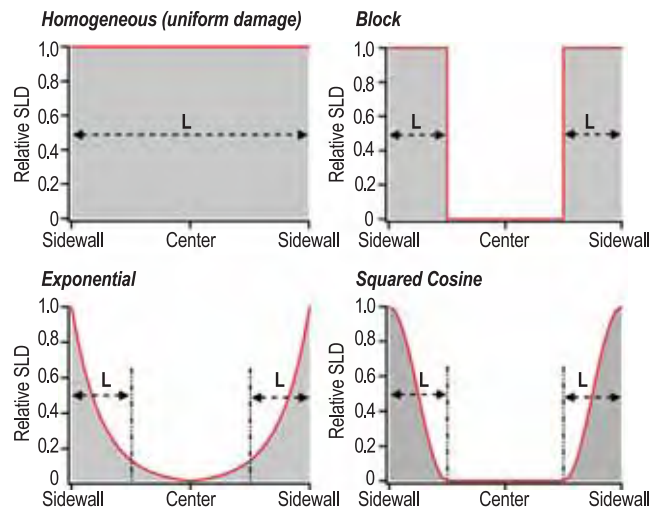 Homogeneous (uniform damage)
1.0
0.8
0.6
0.4
0.2
0
Relative SLD
L
Sidewall Center Sidewall
Block
1.0
0.8
0.6
0.4
0.2
0
Relative SLD
L L
Sidewall Center Sidewall
Exponential
1.0
0.8
0.6
0.4
0.2
0
Relative SLD
L L
Sidewall Center Sidewall
Squared Cosine
1.0
0.8
0.6
0.4
0.2
0
Relative SLD
L L
Sidewall Center Sidewall